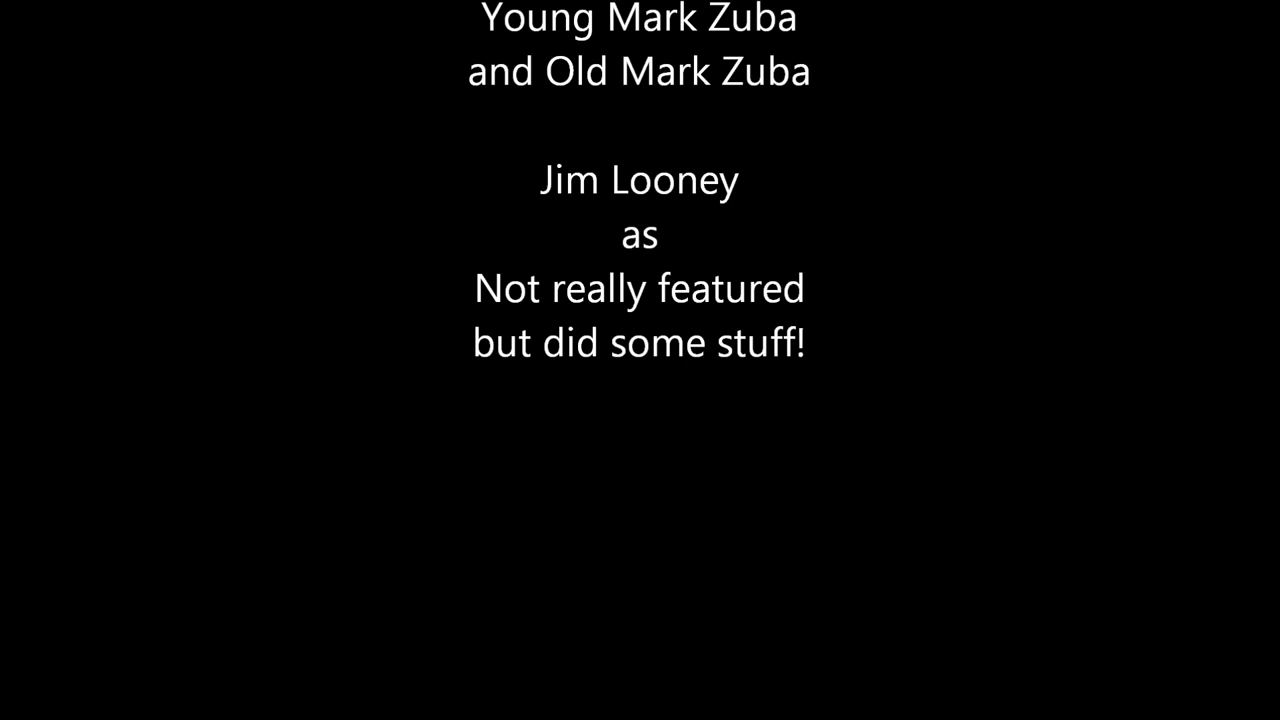 Young Mark Zuba
and Old Mark Zuba
Jim Looney
as
Not really featured
but did some stuff!